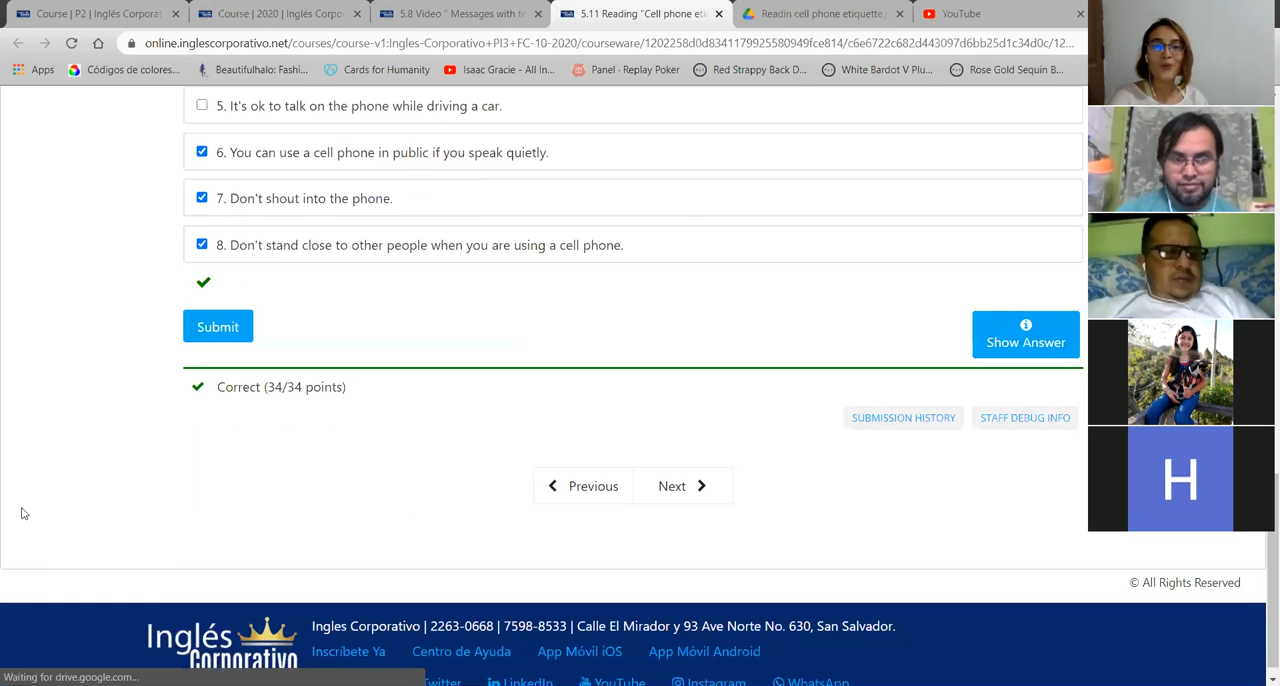 Course | P2 | Inglés Corporat
Course | 2020 | Inglés Corpo
5.8 Video " Messages with te
5.11 Reading "Cell phone eti
Readin cell phone etiquette
YouTube
online.inglescorporativo.net/courses/course-v1:Ingles-Corporativo+PI3+FC-10-2020/courseware/1202258d0d8341179925580949fce814/c6e6722c682d443097d6bb25d1c34d0c/12...
Apps
Códigos de colores...
Beautifulhalo: Fashi...
Cards for Humanity
Isaac Gracie - All In...
Panel · Replay Poker
Red Strappy Back D...
White Bardot V Plu...
Rose Gold Sequin B...
5. It's ok to talk on the phone while driving a car.
6. You can use a cell phone in public if you speak quietly.
7. Don't shout into the phone.
8. Don't stand close to other people when you are using a cell phone.
Submit
Show Answer
Correct (34/34 points)
SUBMISSION HISTORY
STAFF DEBUG INFO
Previous
Next
H
© All Rights Reserved
Inglés
Corporativo
Ingles Corporativo | 2263-0668 | 7598-8533 | Calle El Mirador y 93 Ave Norte No. 630, San Salvador.
Inscríbete Ya
Centro de Ayuda
App Móvil iOS
App Móvil Android
Waiting for drive.google.com...
Twitter
LinkedIn
YouTube
Instagram
WhatsApp